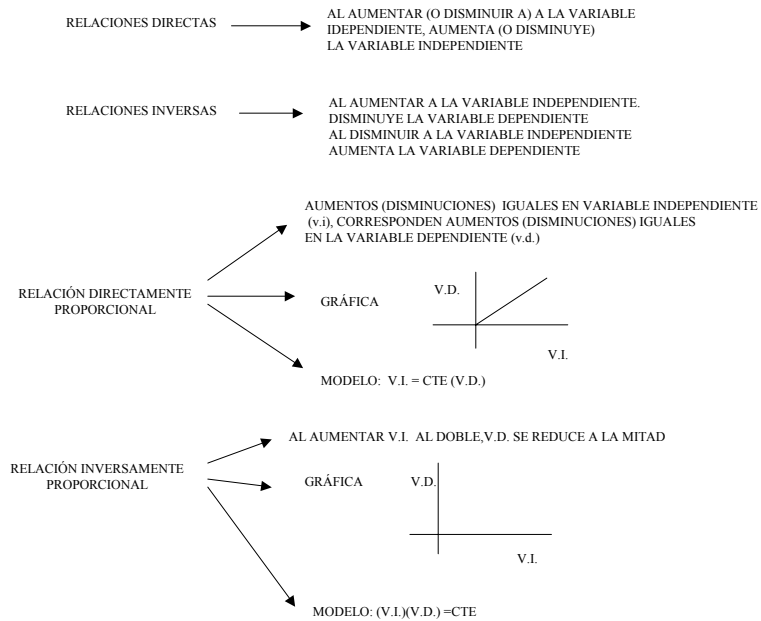 RELACIONES DIRECTAS
AL AUMENTAR (O DISMINUIR A) A LA VARIABLE
IDEPENDIENTE, AUMENTA (O DISMINUYE)
LA VARIABLE INDEPENDIENTE
RELACIONES INVERSAS
AL AUMENTAR A LA VARIABLE INDEPENDIENTE.
DISMINUYE LA VARIABLE DEPENDIENTE
AL DISMINUIR A LA VARIABLE INDEPENDIENTE
AUMENTA LA VARIABLE DEPENDIENTE
AUMENTOS (DISMINUCIONES) IGUALES EN VARIABLE INDEPENDIENTE
(v.i), CORRESPONDEN AUMENTOS (DISMINUCIONES) IGUALES
EN LA VARIABLE DEPENDIENTE (v.d.)
RELACIÓN DIRECTAMENTE
PROPORCIONAL
GRÁFICA
V.D.
V.I.
MODELO: V.I. = CTE (V.D.)
AL AUMENTAR V.I. AL DOBLE,V.D. SE REDUCE A LA MITAD
RELACIÓN INVERSAMENTE
PROPORCIONAL
GRÁFICA
V.D.
V.I.
MODELO: (V.I.)(V.D.) =CTE